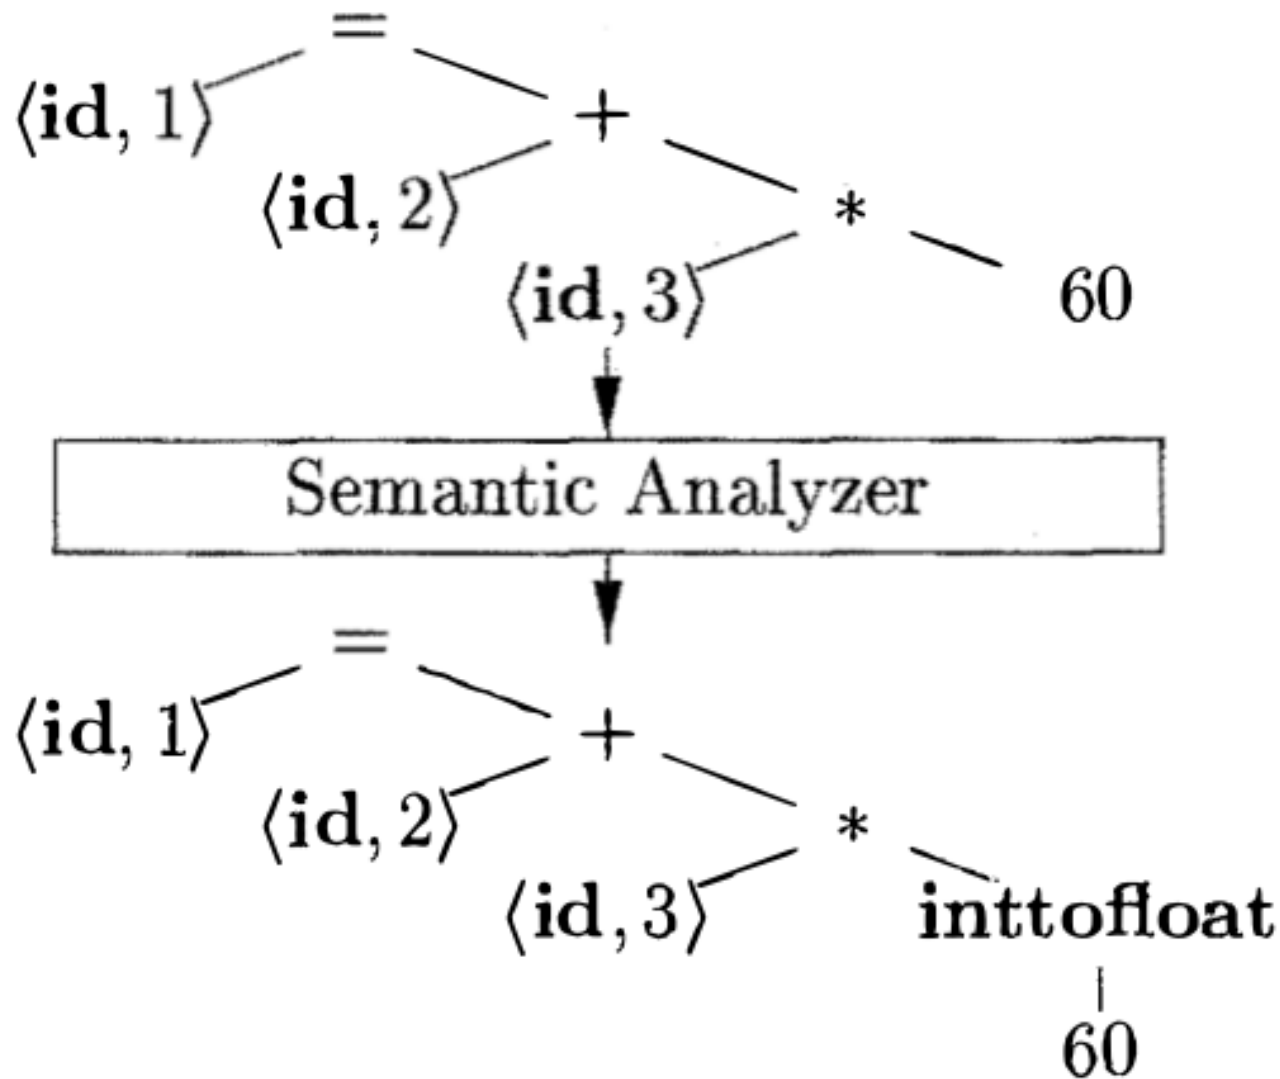 =
⟨id, 1⟩
+
⟨id, 2⟩
*
⟨id, 3⟩
60
Semantic Analyzer
=
⟨id, 1⟩
+
⟨id, 2⟩
*
⟨id, 3⟩
inttofloat
60